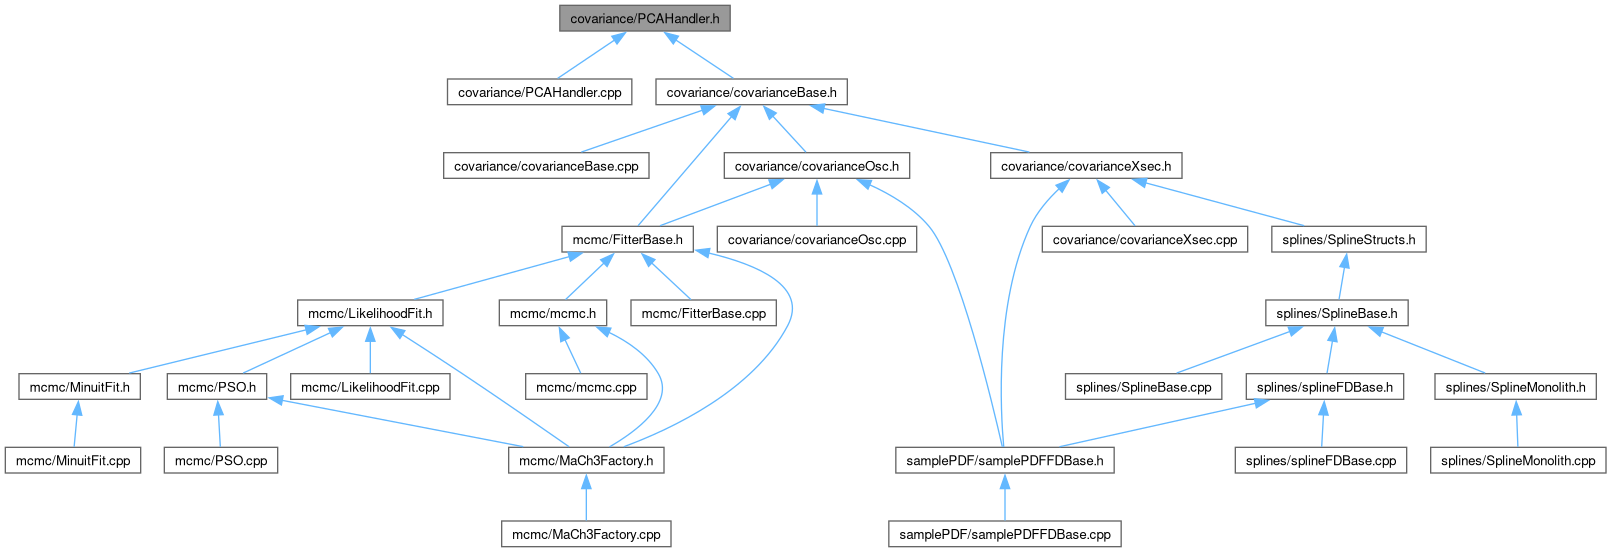 covariance/PCAHandler.h
covariance/PCAHandler.cpp
covariance/covarianceBase.h
covariance/covarianceBase.cpp
covariance/covarianceOsc.h
covariance/covarianceXsec.h
mcmc/FitterBase.h
covariance/covarianceOsc.cpp
covariance/covarianceXsec.cpp
splines/SplineStructs.h
mcmc/LikelihoodFit.h
mcmc/mcmc.h
mcmc/FitterBase.cpp
splines/SplineBase.h
mcmc/MinuitFit.h
mcmc/PSO.h
mcmc/LikelihoodFit.cpp
mcmc/mcmc.cpp
splines/SplineBase.cpp
splines/splineFDBase.h
splines/SplineMonolith.h
mcmc/MinuitFit.cpp
mcmc/PSO.cpp
mcmc/MaCh3Factory.h
samplePDF/samplePDFFDBase.h
splines/splineFDBase.cpp
splines/SplineMonolith.cpp
mcmc/MaCh3Factory.cpp
samplePDF/samplePDFFDBase.cpp